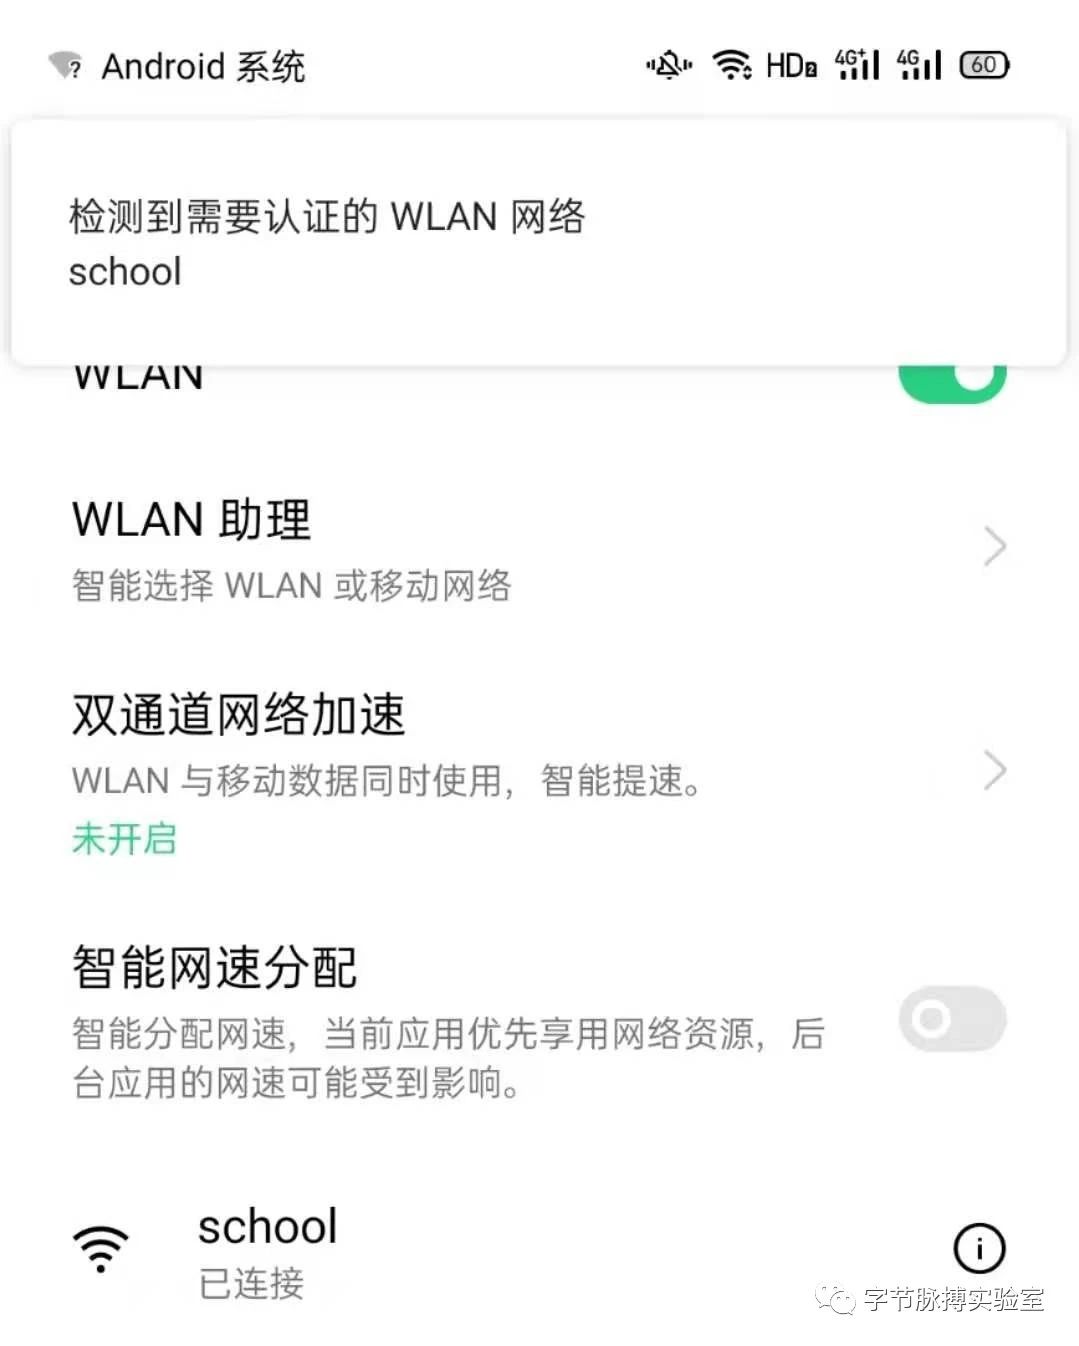 Android 系统
HD2 4G+ 4G 60
检测到需要认证的 WLAN 网络
school
WLAN
WLAN 助理
智能选择 WLAN 或移动网络
双通道网络加速
WLAN 与移动数据同时使用，智能提速。
未开启
智能网速分配
智能分配网速，当前应用优先享用网络资源，后
台应用的网速可能受到影响。
school
已连接
字节脉搏实验室